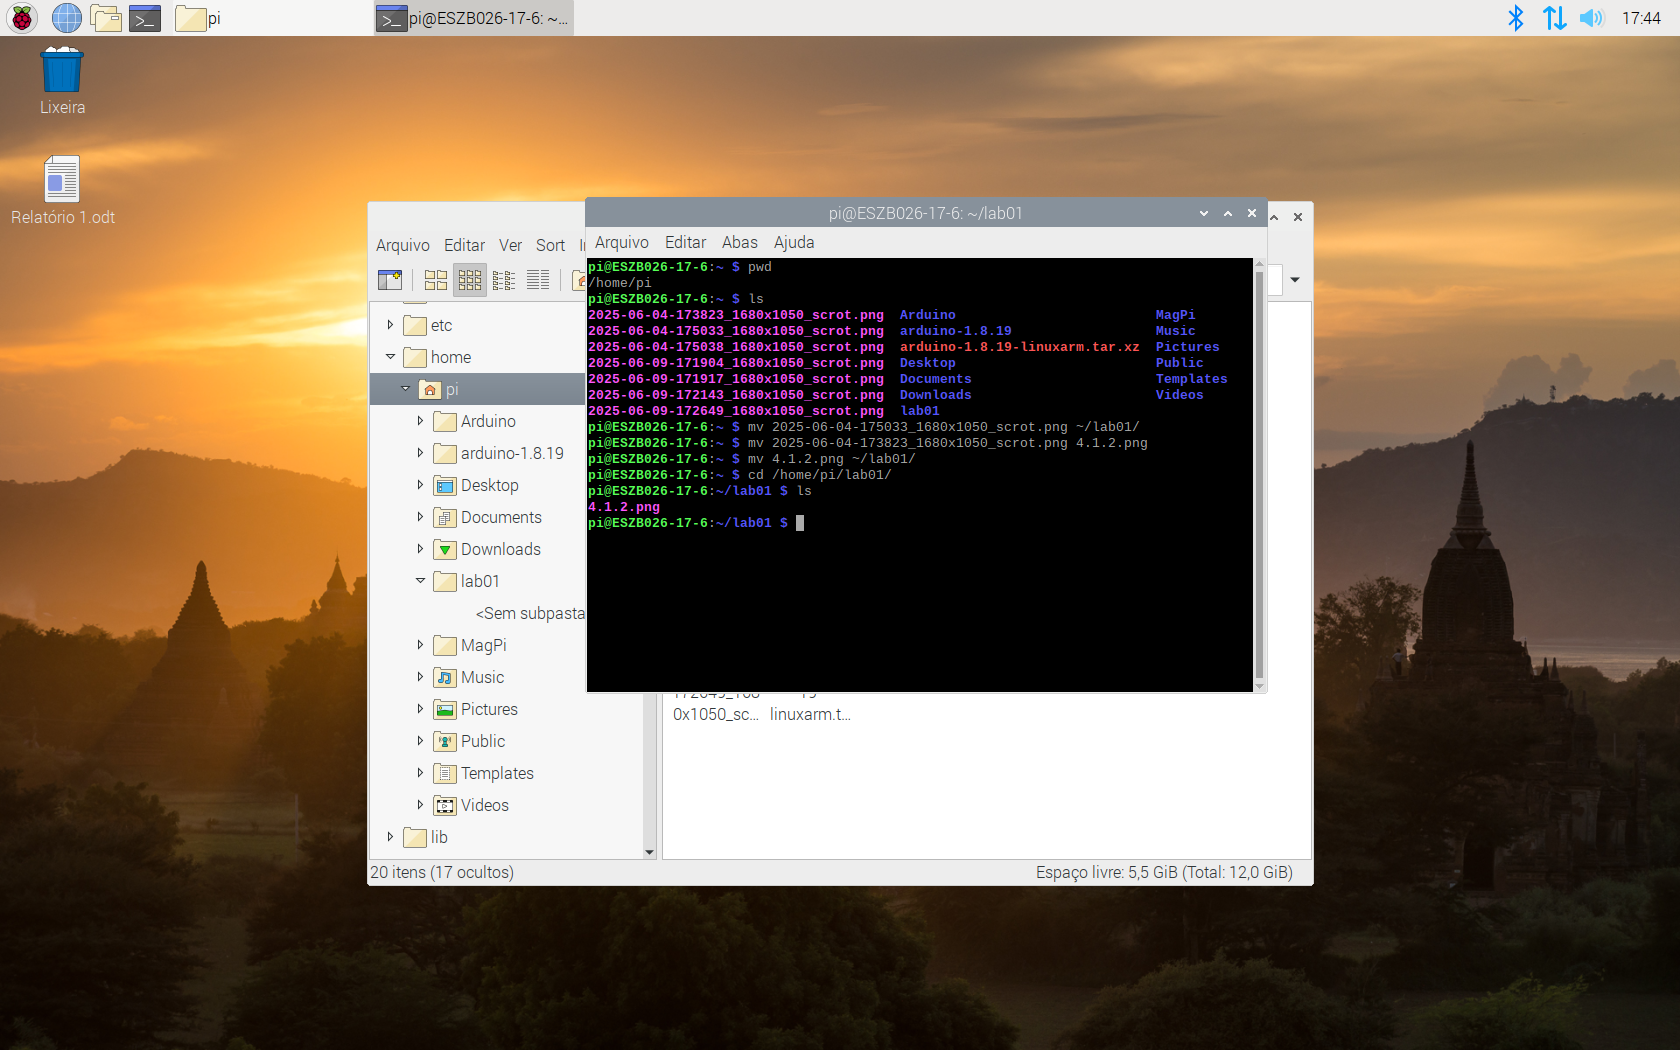 pi
pi@ESZB026-17-6: ~...
17:44
Lixeira
Relatório 1.odt
pi@ESZB026-17-6: ~/lab01
Arquivo Editar Ver Sort
Arquivo Editar Abas Ajuda
pi@ESZB026-17-6:~ $ pwd
/home/pi
pi@ESZB026-17-6:~ $ ls
2025-06-04-173823_1680x1050_scrot.png Arduino MagPi
2025-06-04-175033_1680x1050_scrot.png arduino-1.8.19 Music
2025-06-04-175038_1680x1050_scrot.png arduino-1.8.19-linuxarm.tar.xz Pictures
2025-06-09-171904_1680x1050_scrot.png Desktop Public
2025-06-09-171917_1680x1050_scrot.png Documents Templates
2025-06-09-172143_1680x1050_scrot.png Downloads Videos
2025-06-09-172649_1680x1050_scrot.png lab01
pi@ESZB026-17-6:~ $ mv 2025-06-04-175033_1680x1050_scrot.png ~/lab01/
pi@ESZB026-17-6:~ $ mv 2025-06-04-173823_1680x1050_scrot.png 4.1.2.png
pi@ESZB026-17-6:~ $ mv 4.1.2.png ~/lab01/
pi@ESZB026-17-6:~ $ cd /home/pi/lab01/
pi@ESZB026-17-6:~/lab01 $ ls
4.1.2.png
pi@ESZB026-17-6:~/lab01 $
etc
home
pi
Arduino
arduino-1.8.19
Desktop
Documents
Downloads
lab01
<Sem subpasta
MagPi
Music
Pictures
Public
Templates
Videos
lib
0x1050_sc... linuxarm.t...
20 itens (17 ocultos)
Espaço livre: 5,5 GiB (Total: 12,0 GiB)